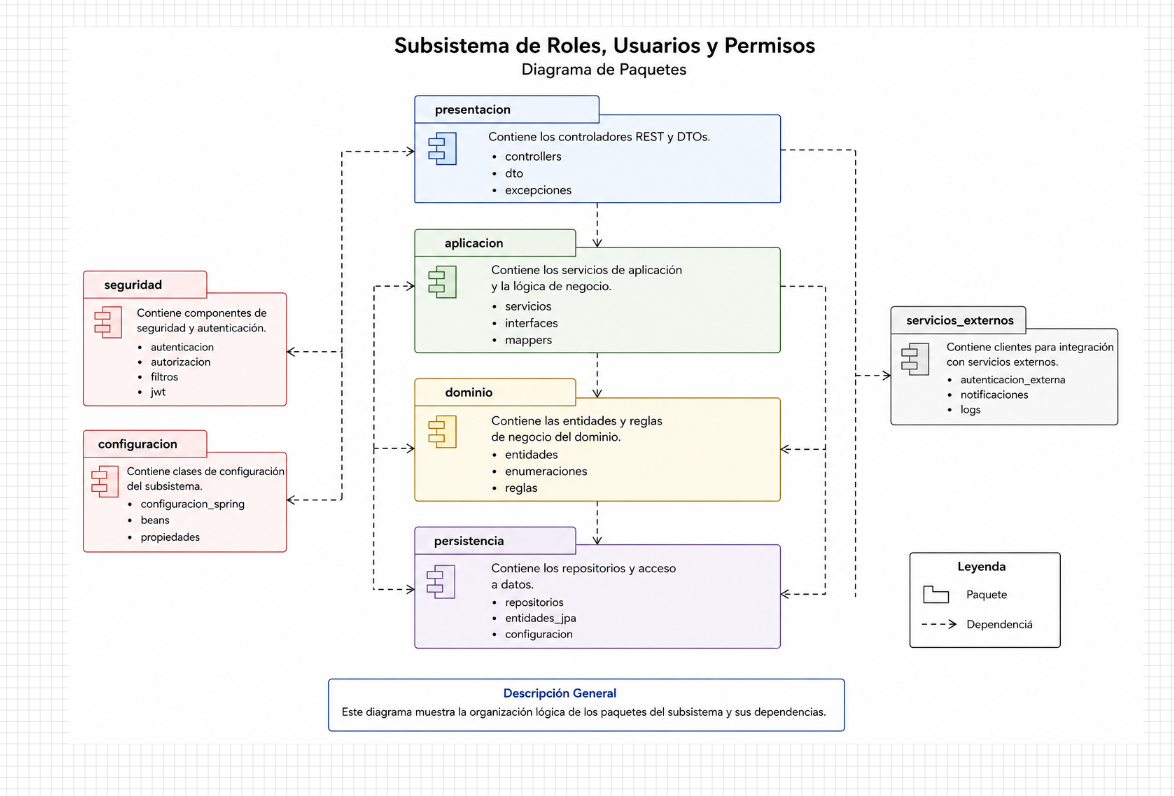 Subsistema de Roles, Usuarios y Permisos
Diagrama de Paquetes
presentacion
Contiene los controladores REST y DTOs.
• controllers
• dto
• excepciones
aplicacion
Contiene los servicios de aplicación
y la lógica de negocio.
• servicios
• interfaces
• mappers
seguridad
Contiene componentes de
seguridad y autenticación.
• autenticacion
• autorizacion
• filtros
• jwt
servicios_externos
Contiene clientes para integración
con servicios externos.
• autenticacion_externa
• notificaciones
• logs
dominio
Contiene las entidades y reglas
de negocio del dominio.
• entidades
• enumeraciones
• reglas
configuracion
Contiene clases de configuración
del subsistema.
• configuracion_spring
• beans
• propiedades
persistencia
Contiene los repositorios y acceso
a datos.
• repositorios
• entidades_jpa
• configuracion
Leyenda
Paquete
Dependenciá
Descripción General
Este diagrama muestra la organización lógica de los paquetes del subsistema y sus dependencias.